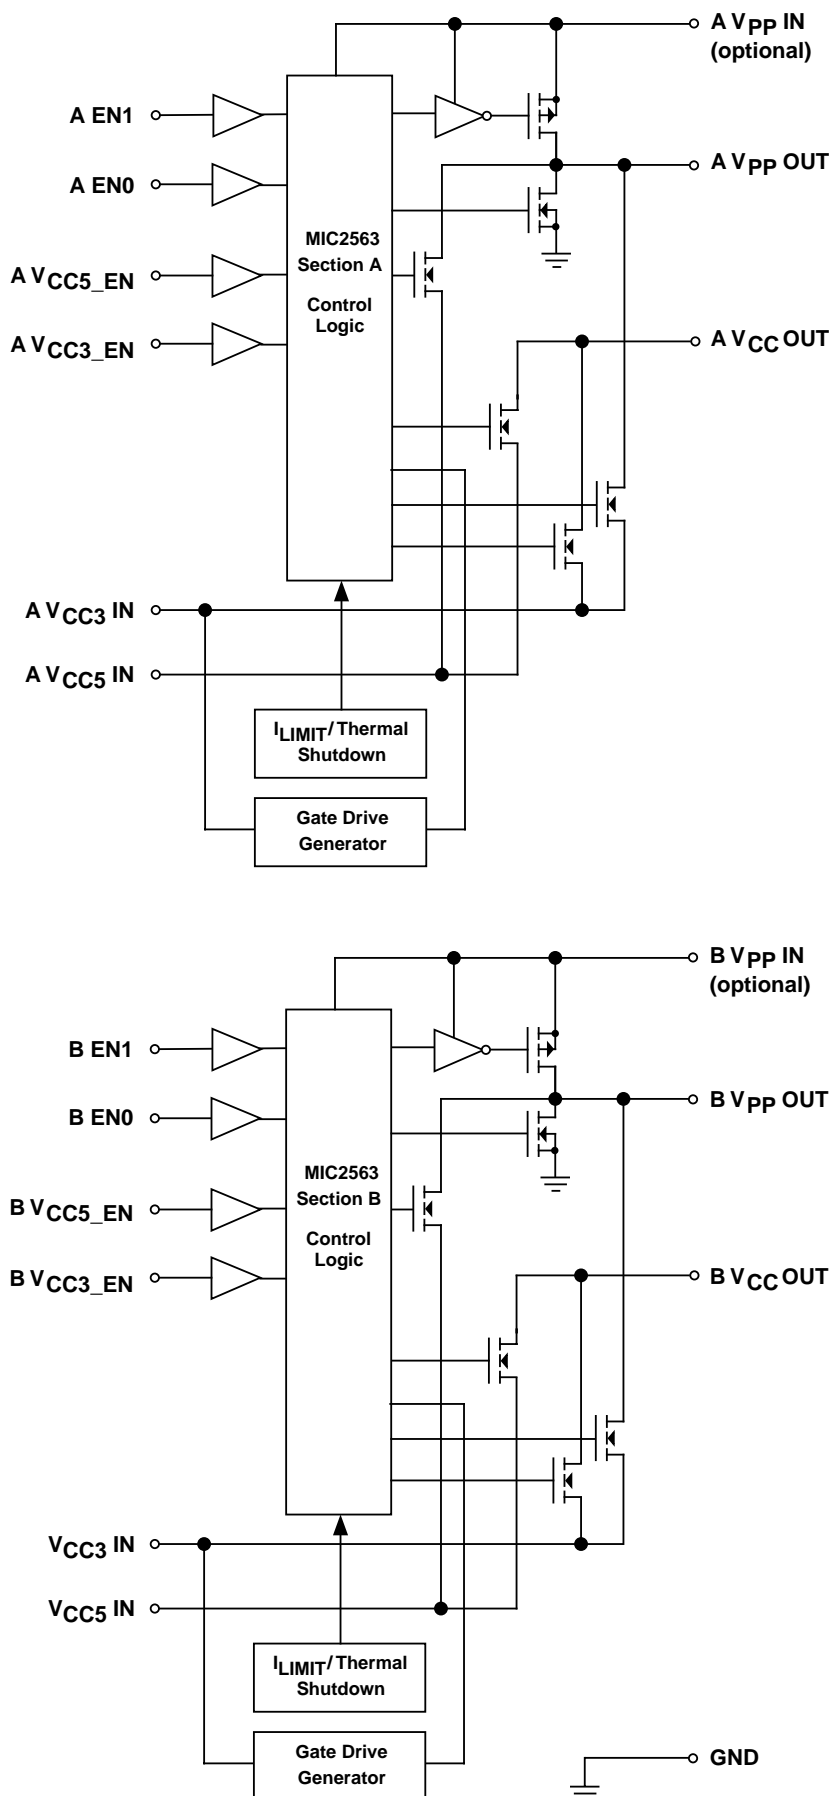 A VPP IN
(optional)
A EN1
A VPP OUT
A EN0
MIC2563
Section A
Control
Logic
A VCC5_EN
A VCC3_EN
A VCC OUT
A VCC3 IN
A VCC5 IN
ILIMIT/Thermal
Shutdown
Gate Drive
Generator
B VPP IN
(optional)
B EN1
B VPP OUT
B EN0
MIC2563
Section B
Control
Logic
B VCC5_EN
B VCC3_EN
B VCC OUT
VCC3 IN
VCC5 IN
ILIMIT/Thermal
Shutdown
Gate Drive
Generator
GND